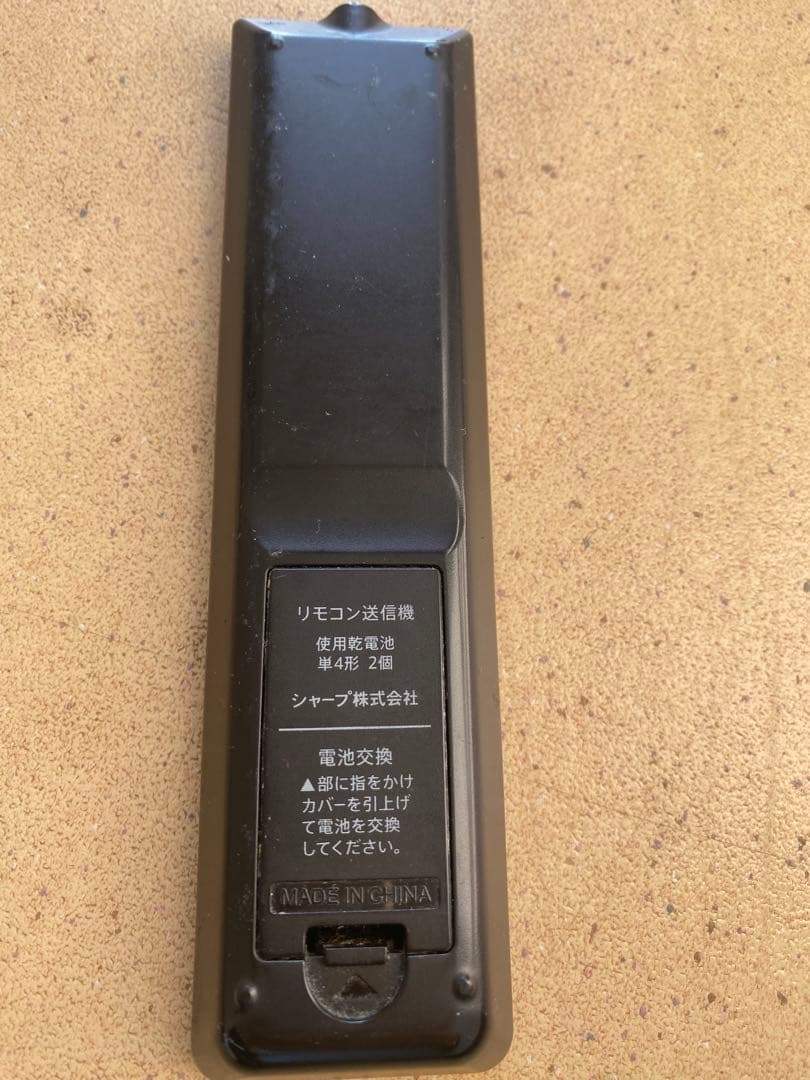 リモコン送信機
使用乾電池
単4形 2個
シャープ株式会社
電池交換
▲部に指をかけ
カバーを引上げ
て電池を交換
してください。
MADE IN CHINA